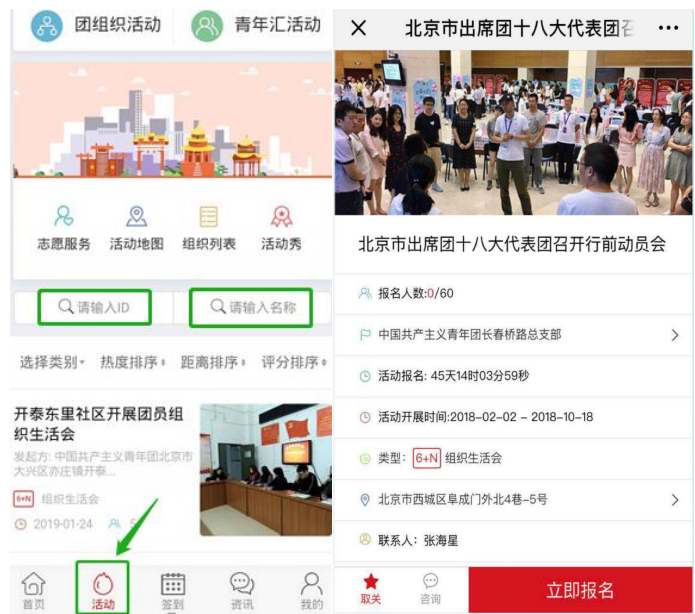 团组织活动
青年汇活动
志愿服务
活动地图
组织列表
活动秀
请输入ID
请输入名称
选择类别
热度排序
距离排序
评分排序
开泰东里社区开展团员组
织生活会
发起方: 中国共产主义青年团北京市
大兴区亦庄镇开泰...
6+N 组织生活会
2019-01-24
首页
活动
签到
资讯
我的
北京市出席团十八大代表团召
北京市出席团十八大代表团召开行前动员会
报名人数:0/60
中国共产主义青年团长春桥路总支部
活动报名: 45天14时03分59秒
活动开展时间:2018-02-02 - 2018-10-18
类型: 6+N 组织生活会
北京市西城区阜成门外北4巷-5号
联系人: 张海星
取关
咨询
立即报名